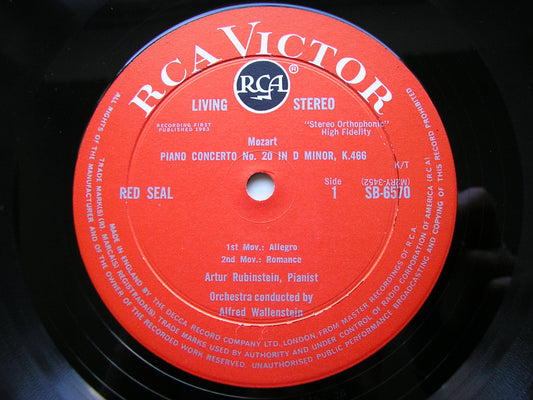 RCA VICTOR
RCA
®
LIVING STEREO
RECORDING FIRST
PUBLISHED 1963
"Stereo Orthophonic"
High Fidelity
Mozart
PIANO CONCERTO No. 20 IN D MINOR, K.466
K/T
RED SEAL
Side
1
(M2RY-3452)
SB-6570
1st Mov.: Allegro
2nd Mov.: Romance
Artur Rubinstein, Pianist
Orchestra conducted by
Alfred Wallenstein
MADE IN ENGLAND BY THE DECCA RECORD COMPANY LTD., LONDON, FROM MASTER RECORDINGS OF R.C.A.
TRADE MARK(S) (R) MARCA(S) REGISTRADA(S) TRADE MARKS USED BY AUTHORITY AND UNDER CONTROL OF RADIO CORPORATION OF AMERICA (R.C.A.)
ALL RIGHTS OF THE MANUFACTURER AND OF THE OWNER OF THE RECORDED WORK RESERVED. UNAUTHORISED PUBLIC PERFORMANCE BROADCASTING AND COPYING OF THIS RECORD PROHIBITED